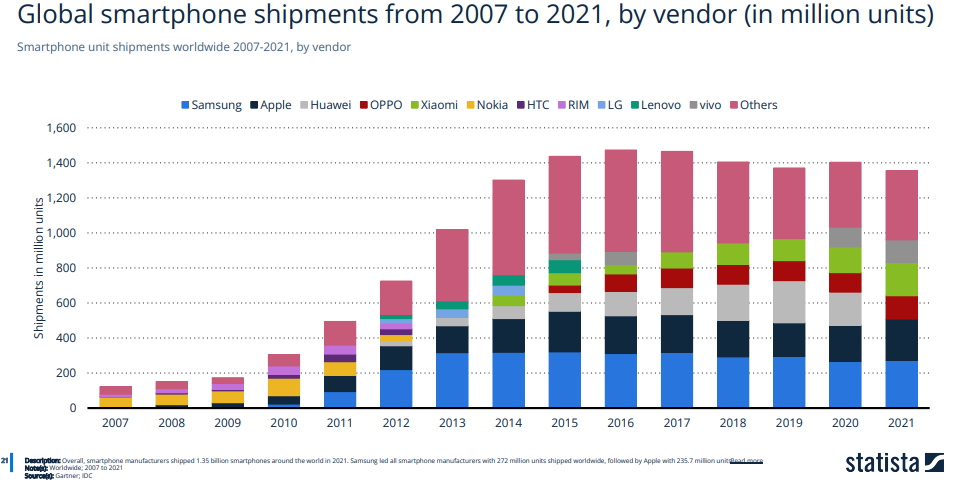 Global smartphone shipments from 2007 to 2021, by vendor (in million units)
Smartphone unit shipments worldwide 2007-2021, by vendor
Samsung Apple Huawei OPPO Xiaomi Nokia HTC RIM LG Lenovo vivo Others
Shipments in million units
1,600
1,400
1,200
1,000
800
600
400
200
0
2007 2008 2009 2010 2011 2012 2013 2014 2015 2016 2017 2018 2019 2020 2021
21
Description: Overall, smartphone manufacturers shipped 1.35 billion smartphones around the world in 2021. Samsung led all smartphone manufacturers with 272 million units shipped worldwide, followed by Apple with 235.7 million units Read more
Note(s): Worldwide; 2007 to 2021
Source(s): Gartner; IDC
statista